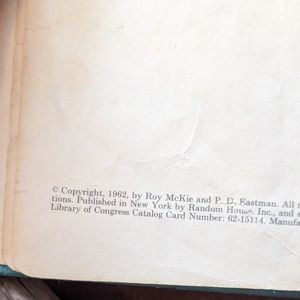 © Copyright, 1962, by Roy McKie and P. D. Eastman. All
tions. Published in New York by Random House, Inc., and
Library of Congress Catalog Card Number: 62-15114. Manufa